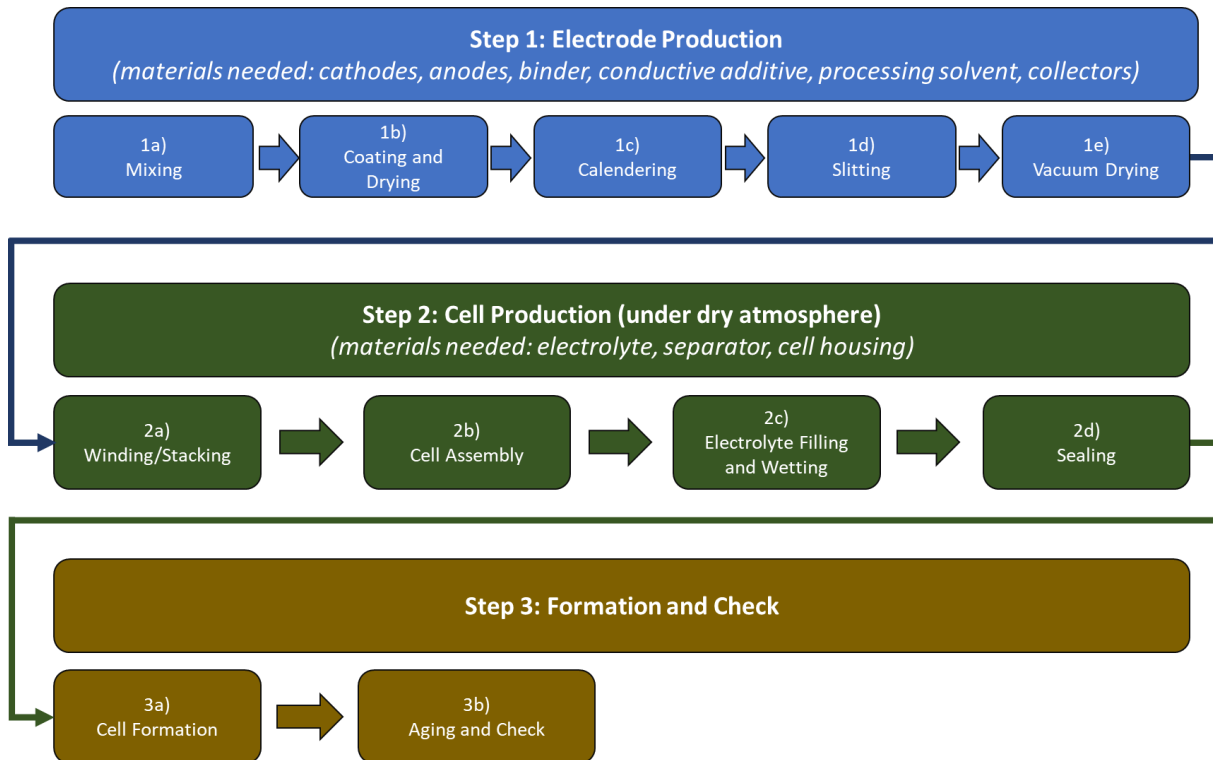 Step 1: Electrode Production
(materials needed: cathodes, anodes, binder, conductive additive, processing solvent, collectors)
1a)
Mixing
1b)
Coating and
Drying
1c)
Calendering
1d)
Slitting
1e)
Vacuum Drying
Step 2: Cell Production (under dry atmosphere)
(materials needed: electrolyte, separator, cell housing)
2a)
Winding/Stacking
2b)
Cell Assembly
2c)
Electrolyte Filling
and Wetting
2d)
Sealing
Step 3: Formation and Check
3a)
Cell Formation
3b)
Aging and Check